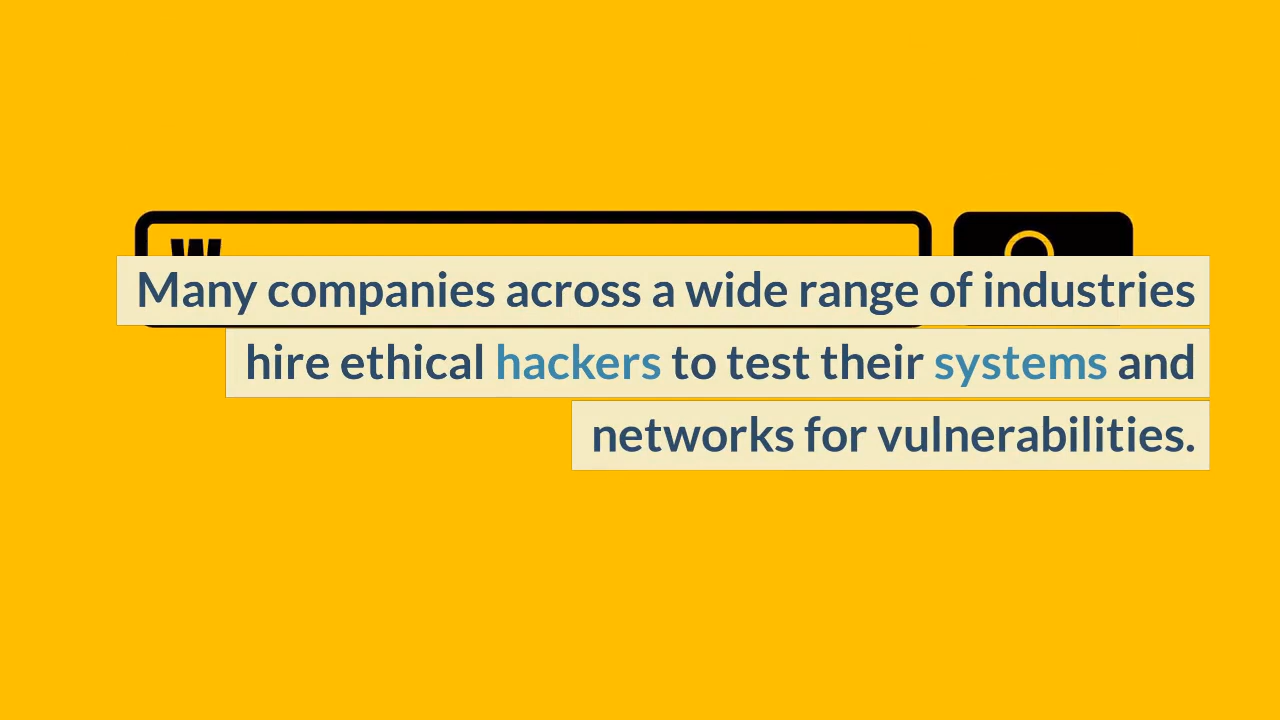 W
Many companies across a wide range of industries
hire ethical hackers to test their systems and
networks for vulnerabilities.